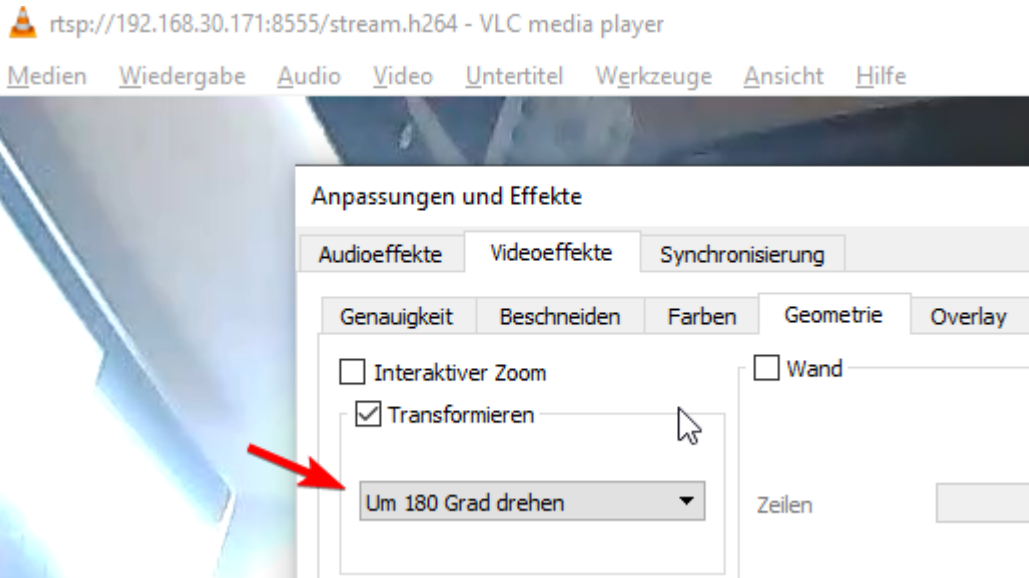 rtsp://192.168.30.171:8555/stream.h264 - VLC media player
Medien Wiedergabe Audio Video Untertitel Werkzeuge Ansicht Hilfe
Anpassungen und Effekte
Audioeffekte Videoeffekte Synchronisierung
Genauigkeit Beschneiden Farben Geometrie Overlay
Interaktiver Zoom Wand
Transformieren
Um 180 Grad drehen Zeilen